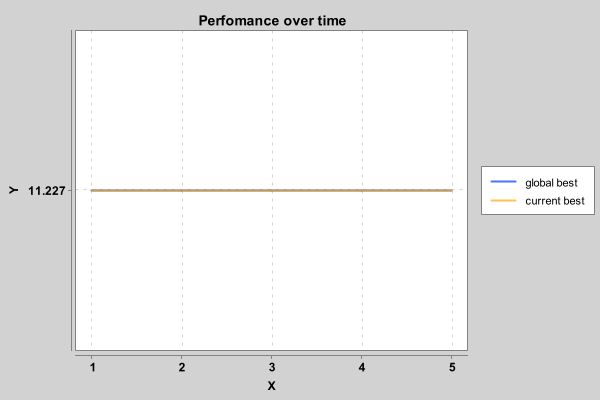 Perfomance over time
Y
11.227
1 2 3 4 5
X
global best
current best